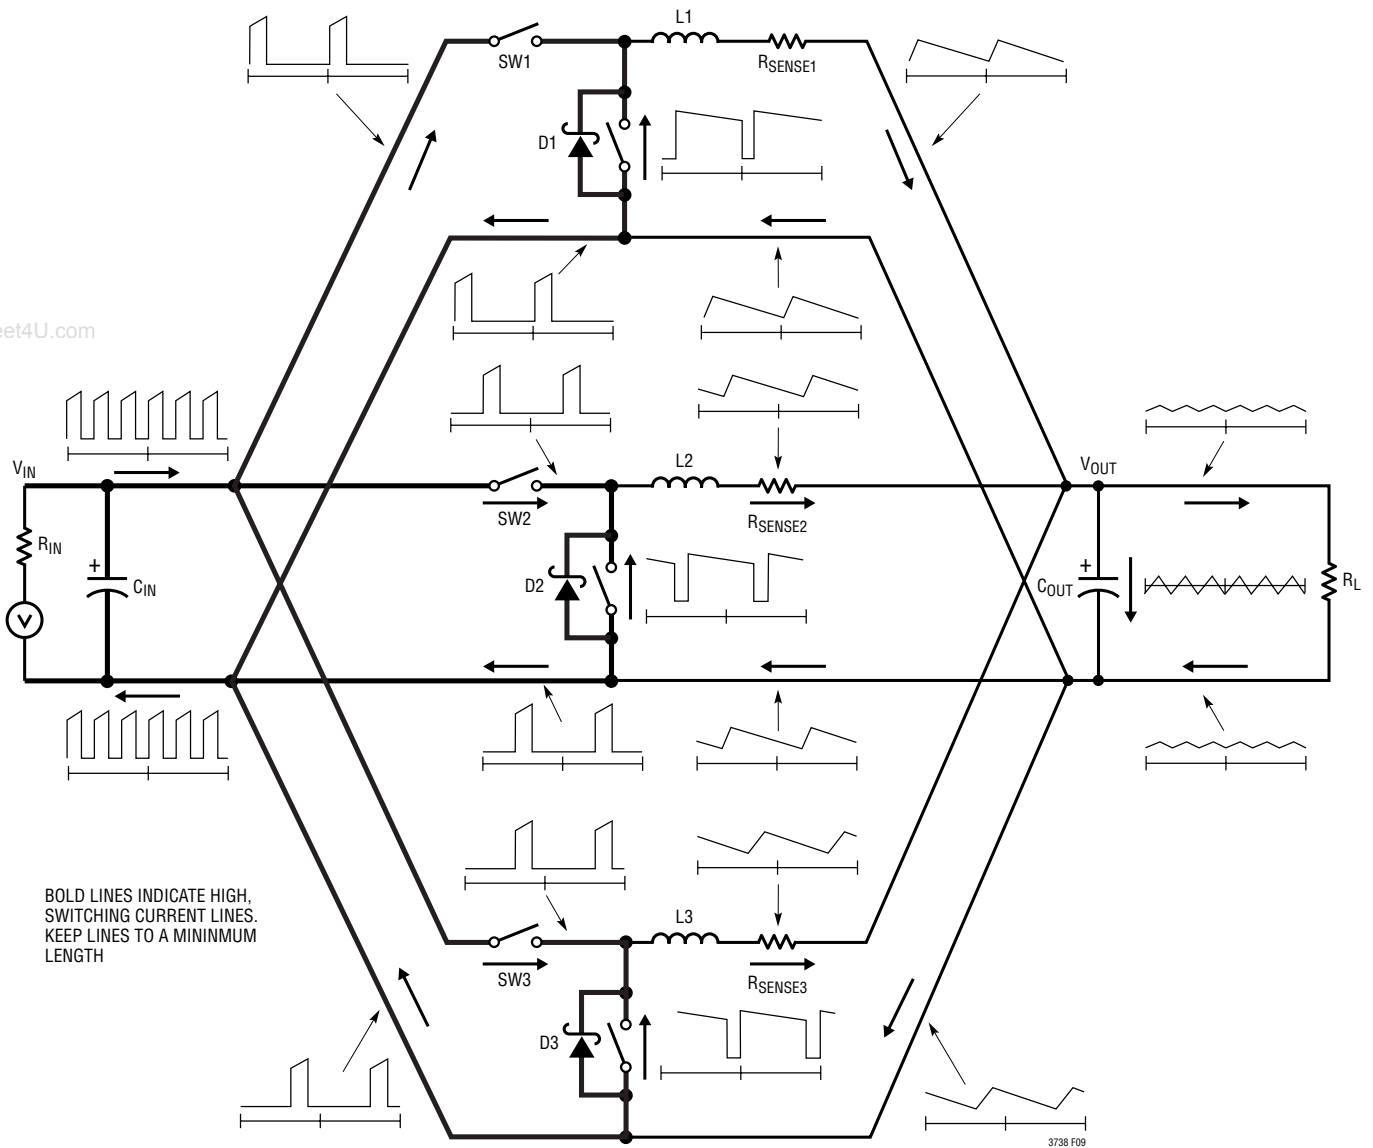 L1
SW1
RSENSE1
D1
eet4U.com
VIN
L2
VOUT
SW2
RSENSE2
RIN
+
CIN
D2
+
COUT
RL
V
BOLD LINES INDICATE HIGH,
SWITCHING CURRENT LINES.
KEEP LINES TO A MININMUM
LENGTH
L3
SW3
RSENSE3
D3
3738 F09